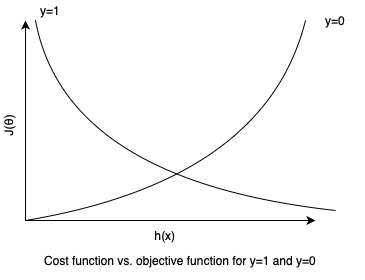 y=1
y=0
J(θ)
h(x)
Cost function vs. objective function for y=1 and y=0